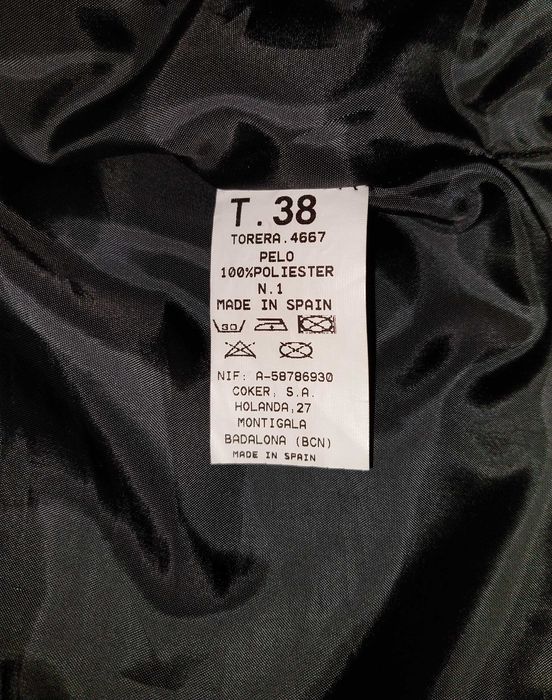 T.38
TORERA.4667
PELO
100%POLIESTER
N.1
MADE IN SPAIN
30
NIF: A-58786930
COKER, S.A.
HOLANDA,27
MONTIGALA
BADALONA (BCN)
MADE IN SPAIN